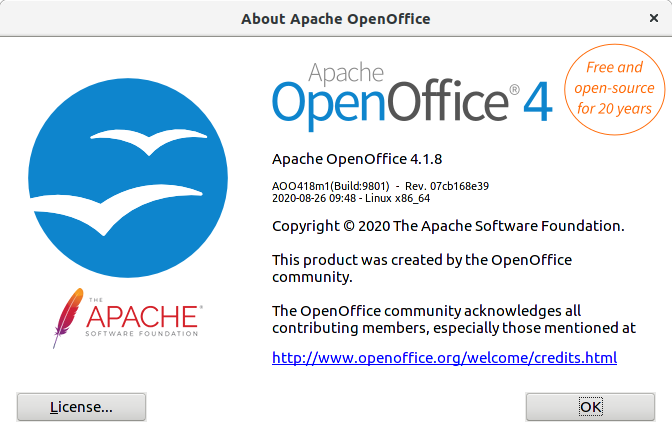 About Apache OpenOffice
×
Apache
OpenOffice® 4
Free and
open-source
for 20 years
Apache OpenOffice 4.1.8
AOO418m1(Build:9801) - Rev. 07cb168e39
2020-08-26 09:48 - Linux x86_64
Copyright © 2020 The Apache Software Foundation.
This product was created by the OpenOffice
community.
The OpenOffice community acknowledges all
contributing members, especially those mentioned at
http://www.openoffice.org/welcome/credits.html
THE
APACHE®
SOFTWARE FOUNDATION
License...
OK